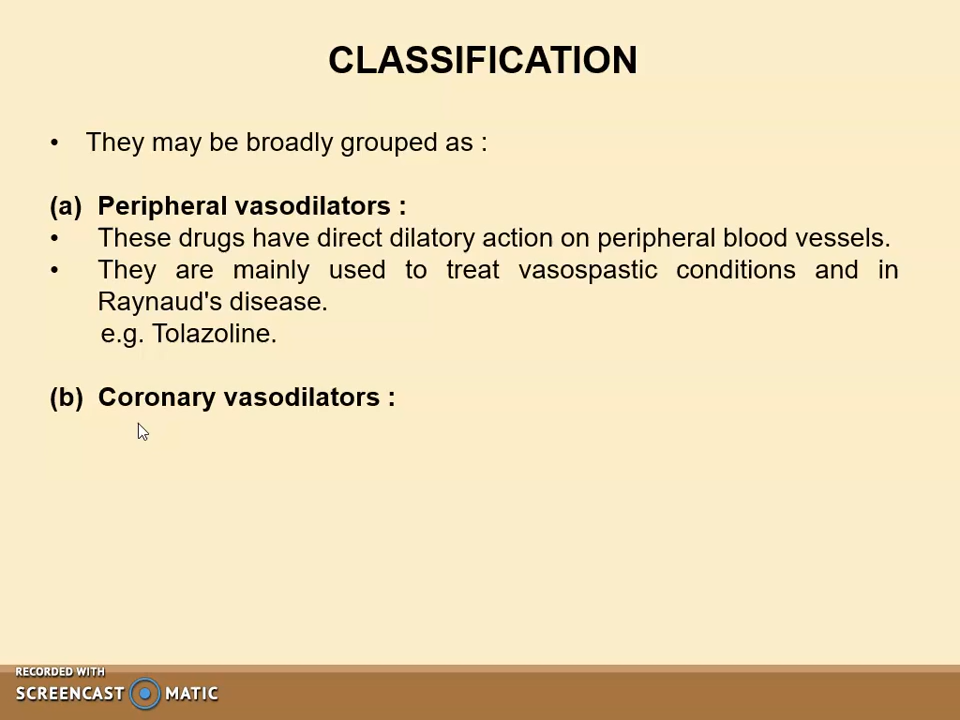 CLASSIFICATION
• They may be broadly grouped as :
(a) Peripheral vasodilators :
• These drugs have direct dilatory action on peripheral blood vessels.
• They are mainly used to treat vasospastic conditions and in
Raynaud's disease.
e.g. Tolazoline.
(b) Coronary vasodilators :
RECORDED WITH
SCREENCAST MATIC